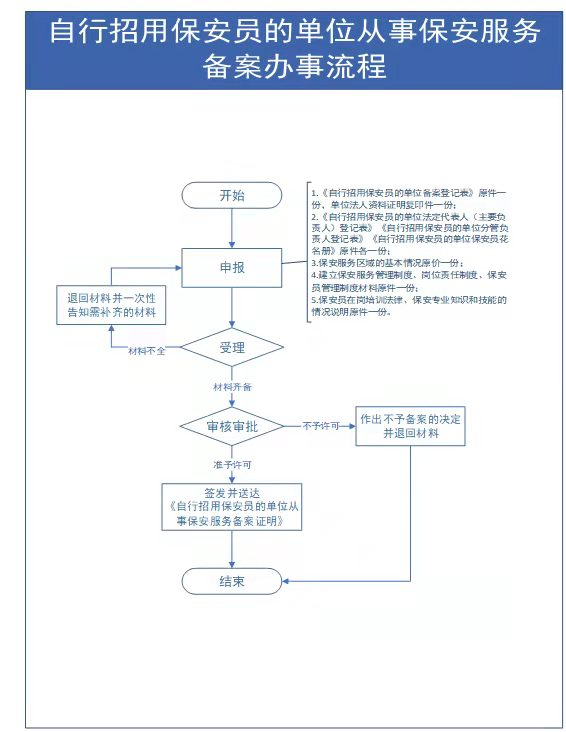 自行招用保安员的单位从事保安服务
备案办事流程
开始
1.《自行招用保安员的单位备案登记表》原件一
份、单位法人资料证明复印件一份；
2.《自行招用保安员的单位法定代表人（主要负
责人）登记表》《自行招用保安员的单位分管负
责人登记表》《自行招用保安员的单位保安员花
名册》原件各一份；
3.保安服务区域的基本情况原价一份；
4.建立保安服务管理制度、岗位责任制度、保安
员管理制度材料原件一份；
5.保安员在岗培训法律、保安专业知识和技能的
情况说明原件一份。
申报
退回材料并一次性
告知需补齐的材料
受理
材料不全
材料齐备
审核审批
不予许可
作出不予备案的决定
并退回材料
准予许可
签发并送达
《自行招用保安员的单位从
事保安服务备案证明》
结束